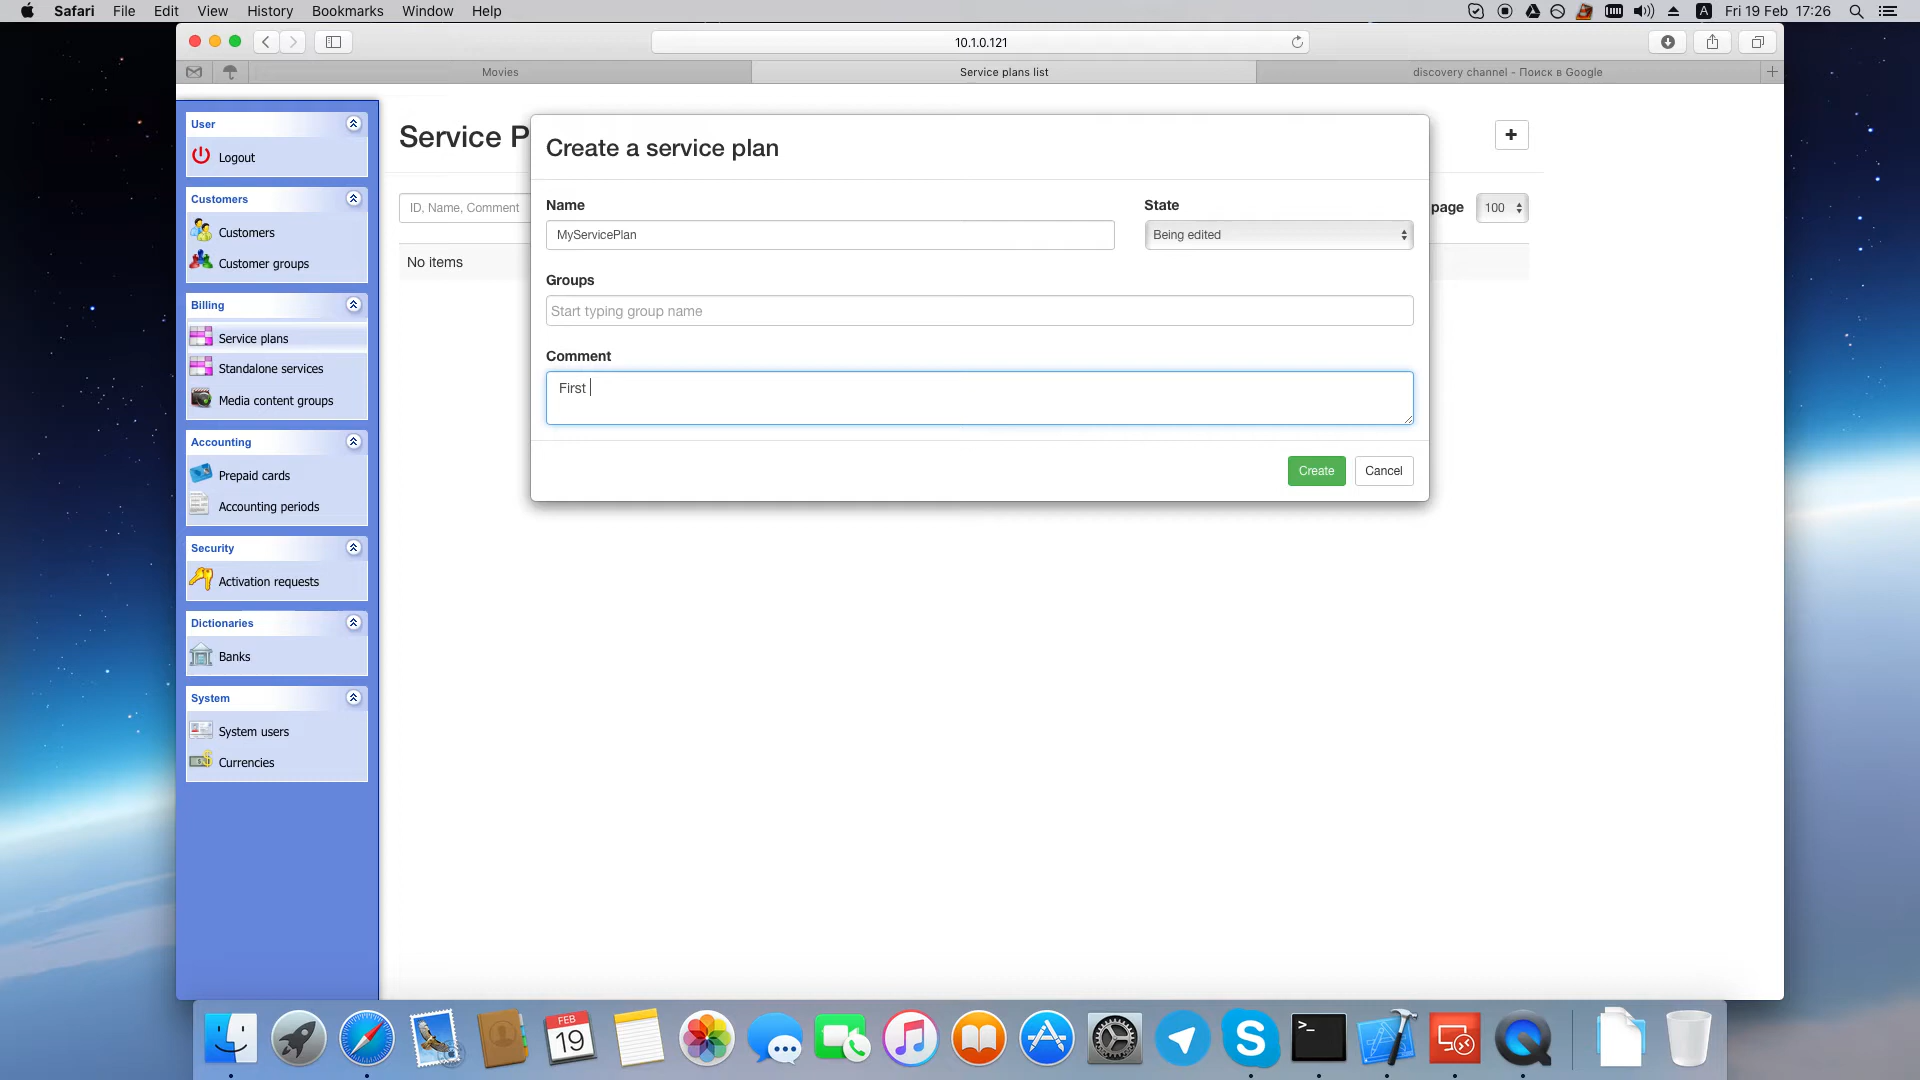 Safari File Edit View History Bookmarks Window Help
A Fri 19 Feb 17:26
10.1.0.121
Movies
Service plans list
discovery channel - Поиск в Google
User
Logout
Customers
Customers
Customer groups
Billing
Service plans
Standalone services
Media content groups
Accounting
Prepaid cards
Accounting periods
Security
Activation requests
Dictionaries
Banks
System
System users
Currencies
Service P
ID, Name, Comment
page 100
No items
Create a service plan
Name
State
MyServicePlan
Being edited
Groups
Start typing group name
Comment
First
Create
Cancel
FEB
19